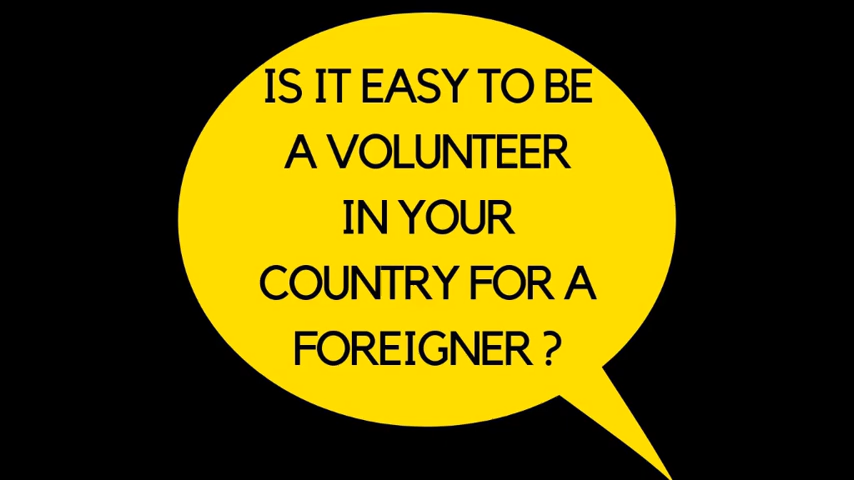 IS IT EASY TO BE
A VOLUNTEER
IN YOUR
COUNTRY FOR A
FOREIGNER ?